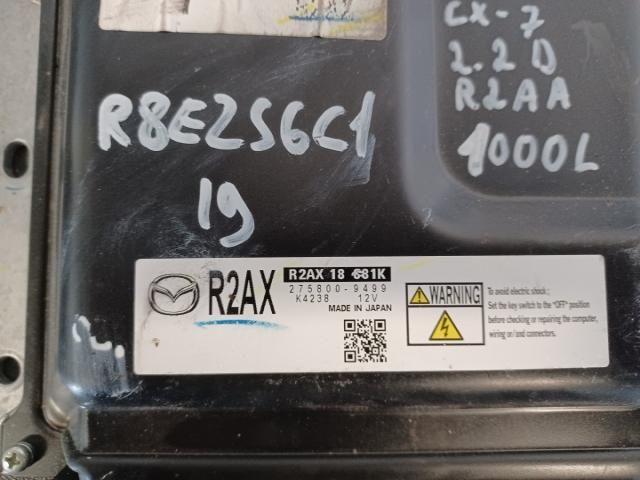 CX-7
2.2D
R2AA
1000L
R8E2S6C1
19
R2AX
R2AX 18 681K
275800-9499
K4238 12V
MADE IN JAPAN
WARNING
To avoid electric shock ;
Set the key switch to the "OFF" position
before checking or repairing the computer,
wiring on/and connectors.